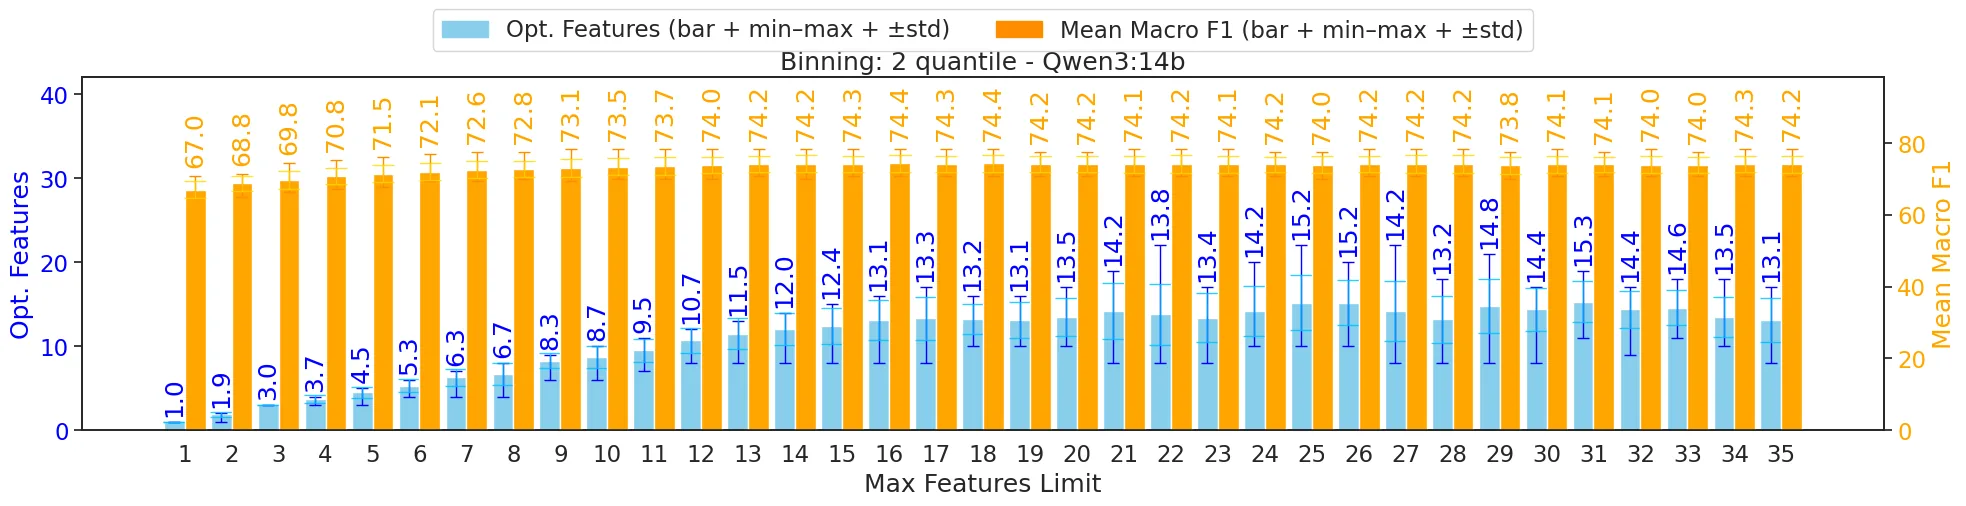 Opt. Features (bar + min–max + ±std) Mean Macro F1 (bar + min–max + ±std)
Binning: 2 quantile - Qwen3:14b
Opt. Features
40
30
20
10
0
67.0 68.8 69.8 70.8 71.5 72.1 72.6 72.8 73.1 73.5 73.7 74.0 74.2 74.2 74.3 74.4 74.3 74.4 74.2 74.2 74.1 74.2 74.1 74.2 74.0 74.2 74.2 74.2 73.8 74.1 74.1 74.0 74.0 74.3 74.2
1.0 1.9 3.0 3.7 4.5 5.3 6.3 6.7 8.3 8.7 9.5 10.7 11.5 12.0 12.4 13.1 13.3 13.2 13.1 13.5 14.2 13.8 13.4 14.2 15.2 15.2 14.2 13.2 14.8 14.4 15.3 14.4 14.6 13.5 13.1
80
60
40
20
0
Mean Macro F1
1 2 3 4 5 6 7 8 9 10 11 12 13 14 15 16 17 18 19 20 21 22 23 24 25 26 27 28 29 30 31 32 33 34 35
Max Features Limit